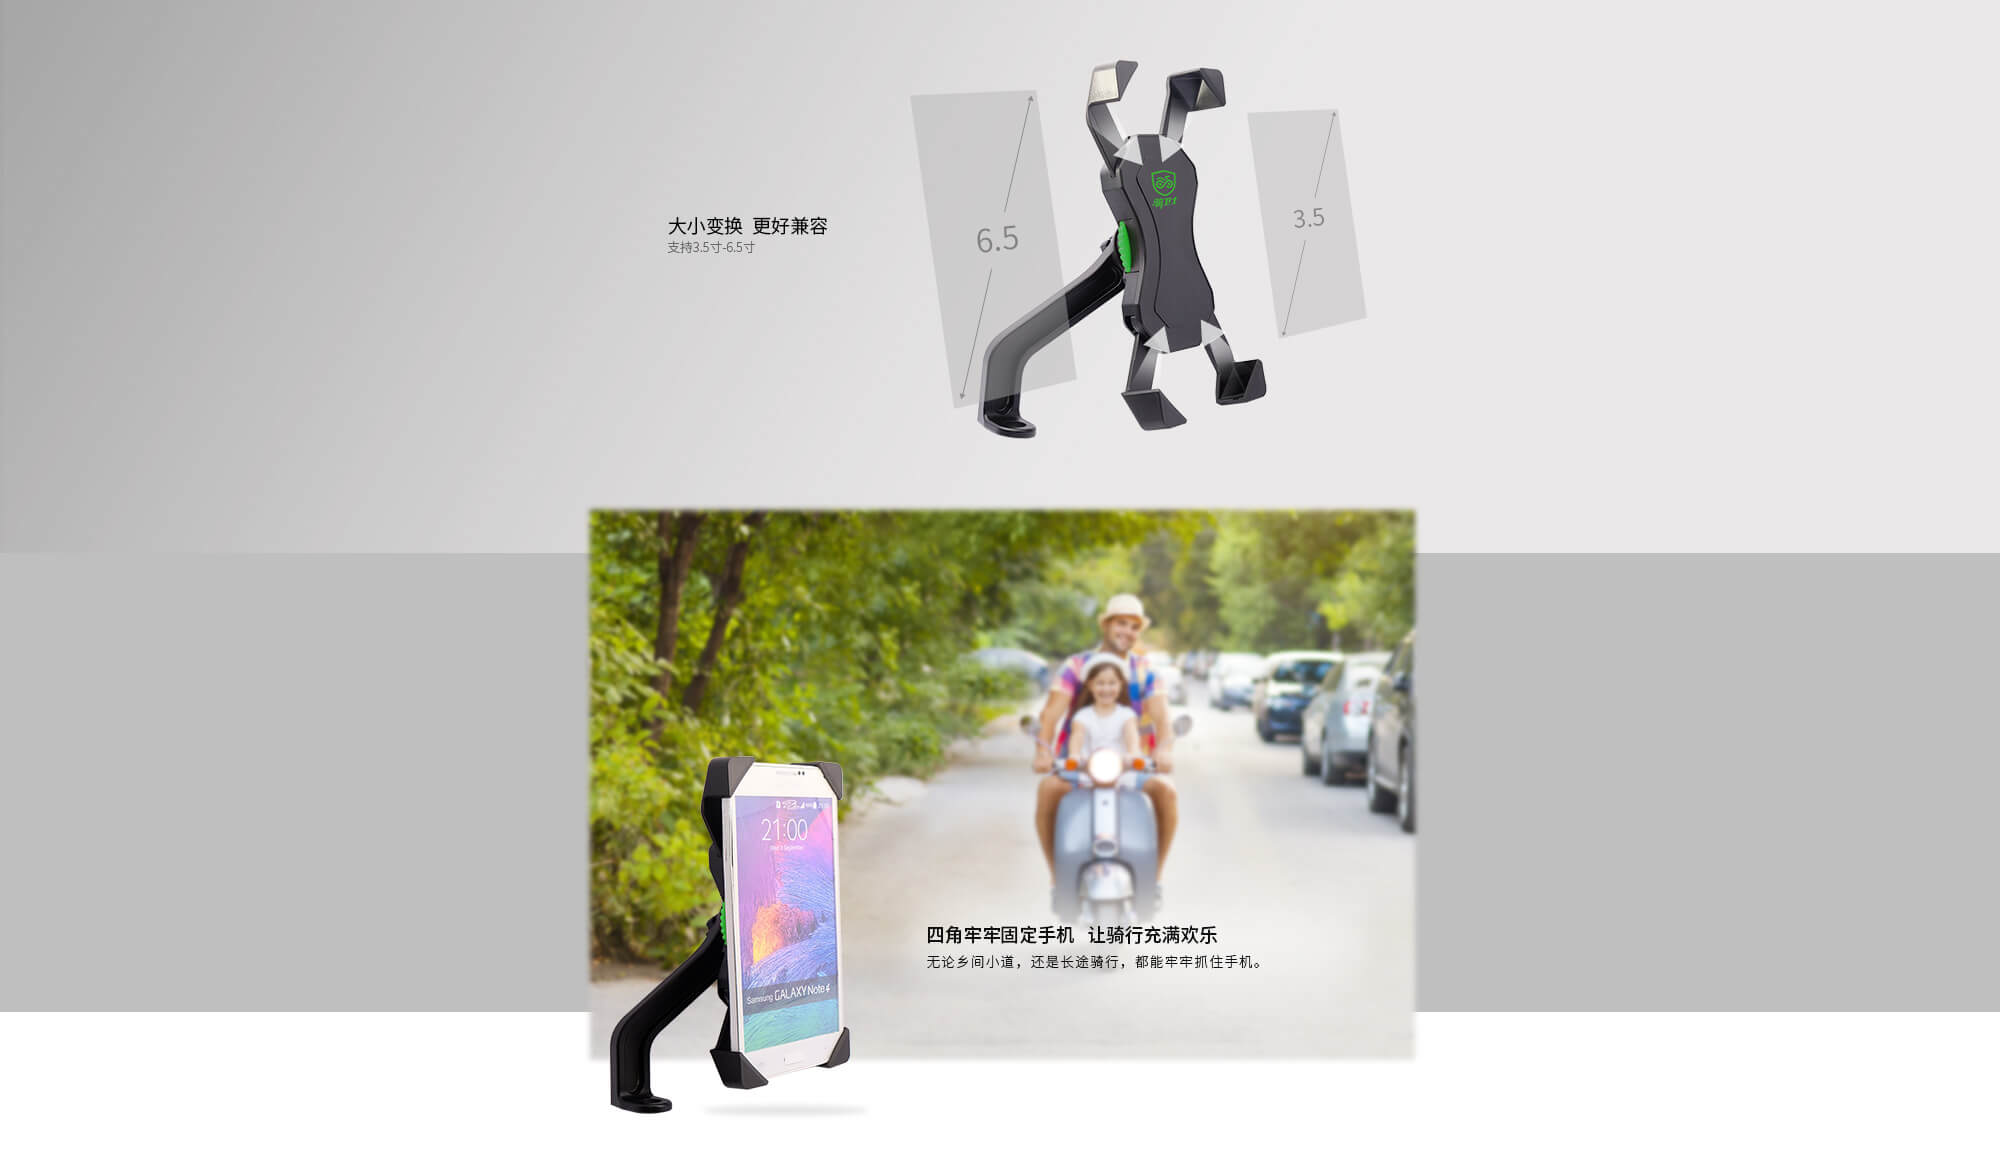 大小变换 更好兼容
支持3.5寸-6.5寸
6.5
3.5
21:00
Samsung GALAXY Note 4
四角牢牢固定手机 让骑行充满欢乐
无论乡间小道，还是长途骑行，都能牢牢抓住手机。